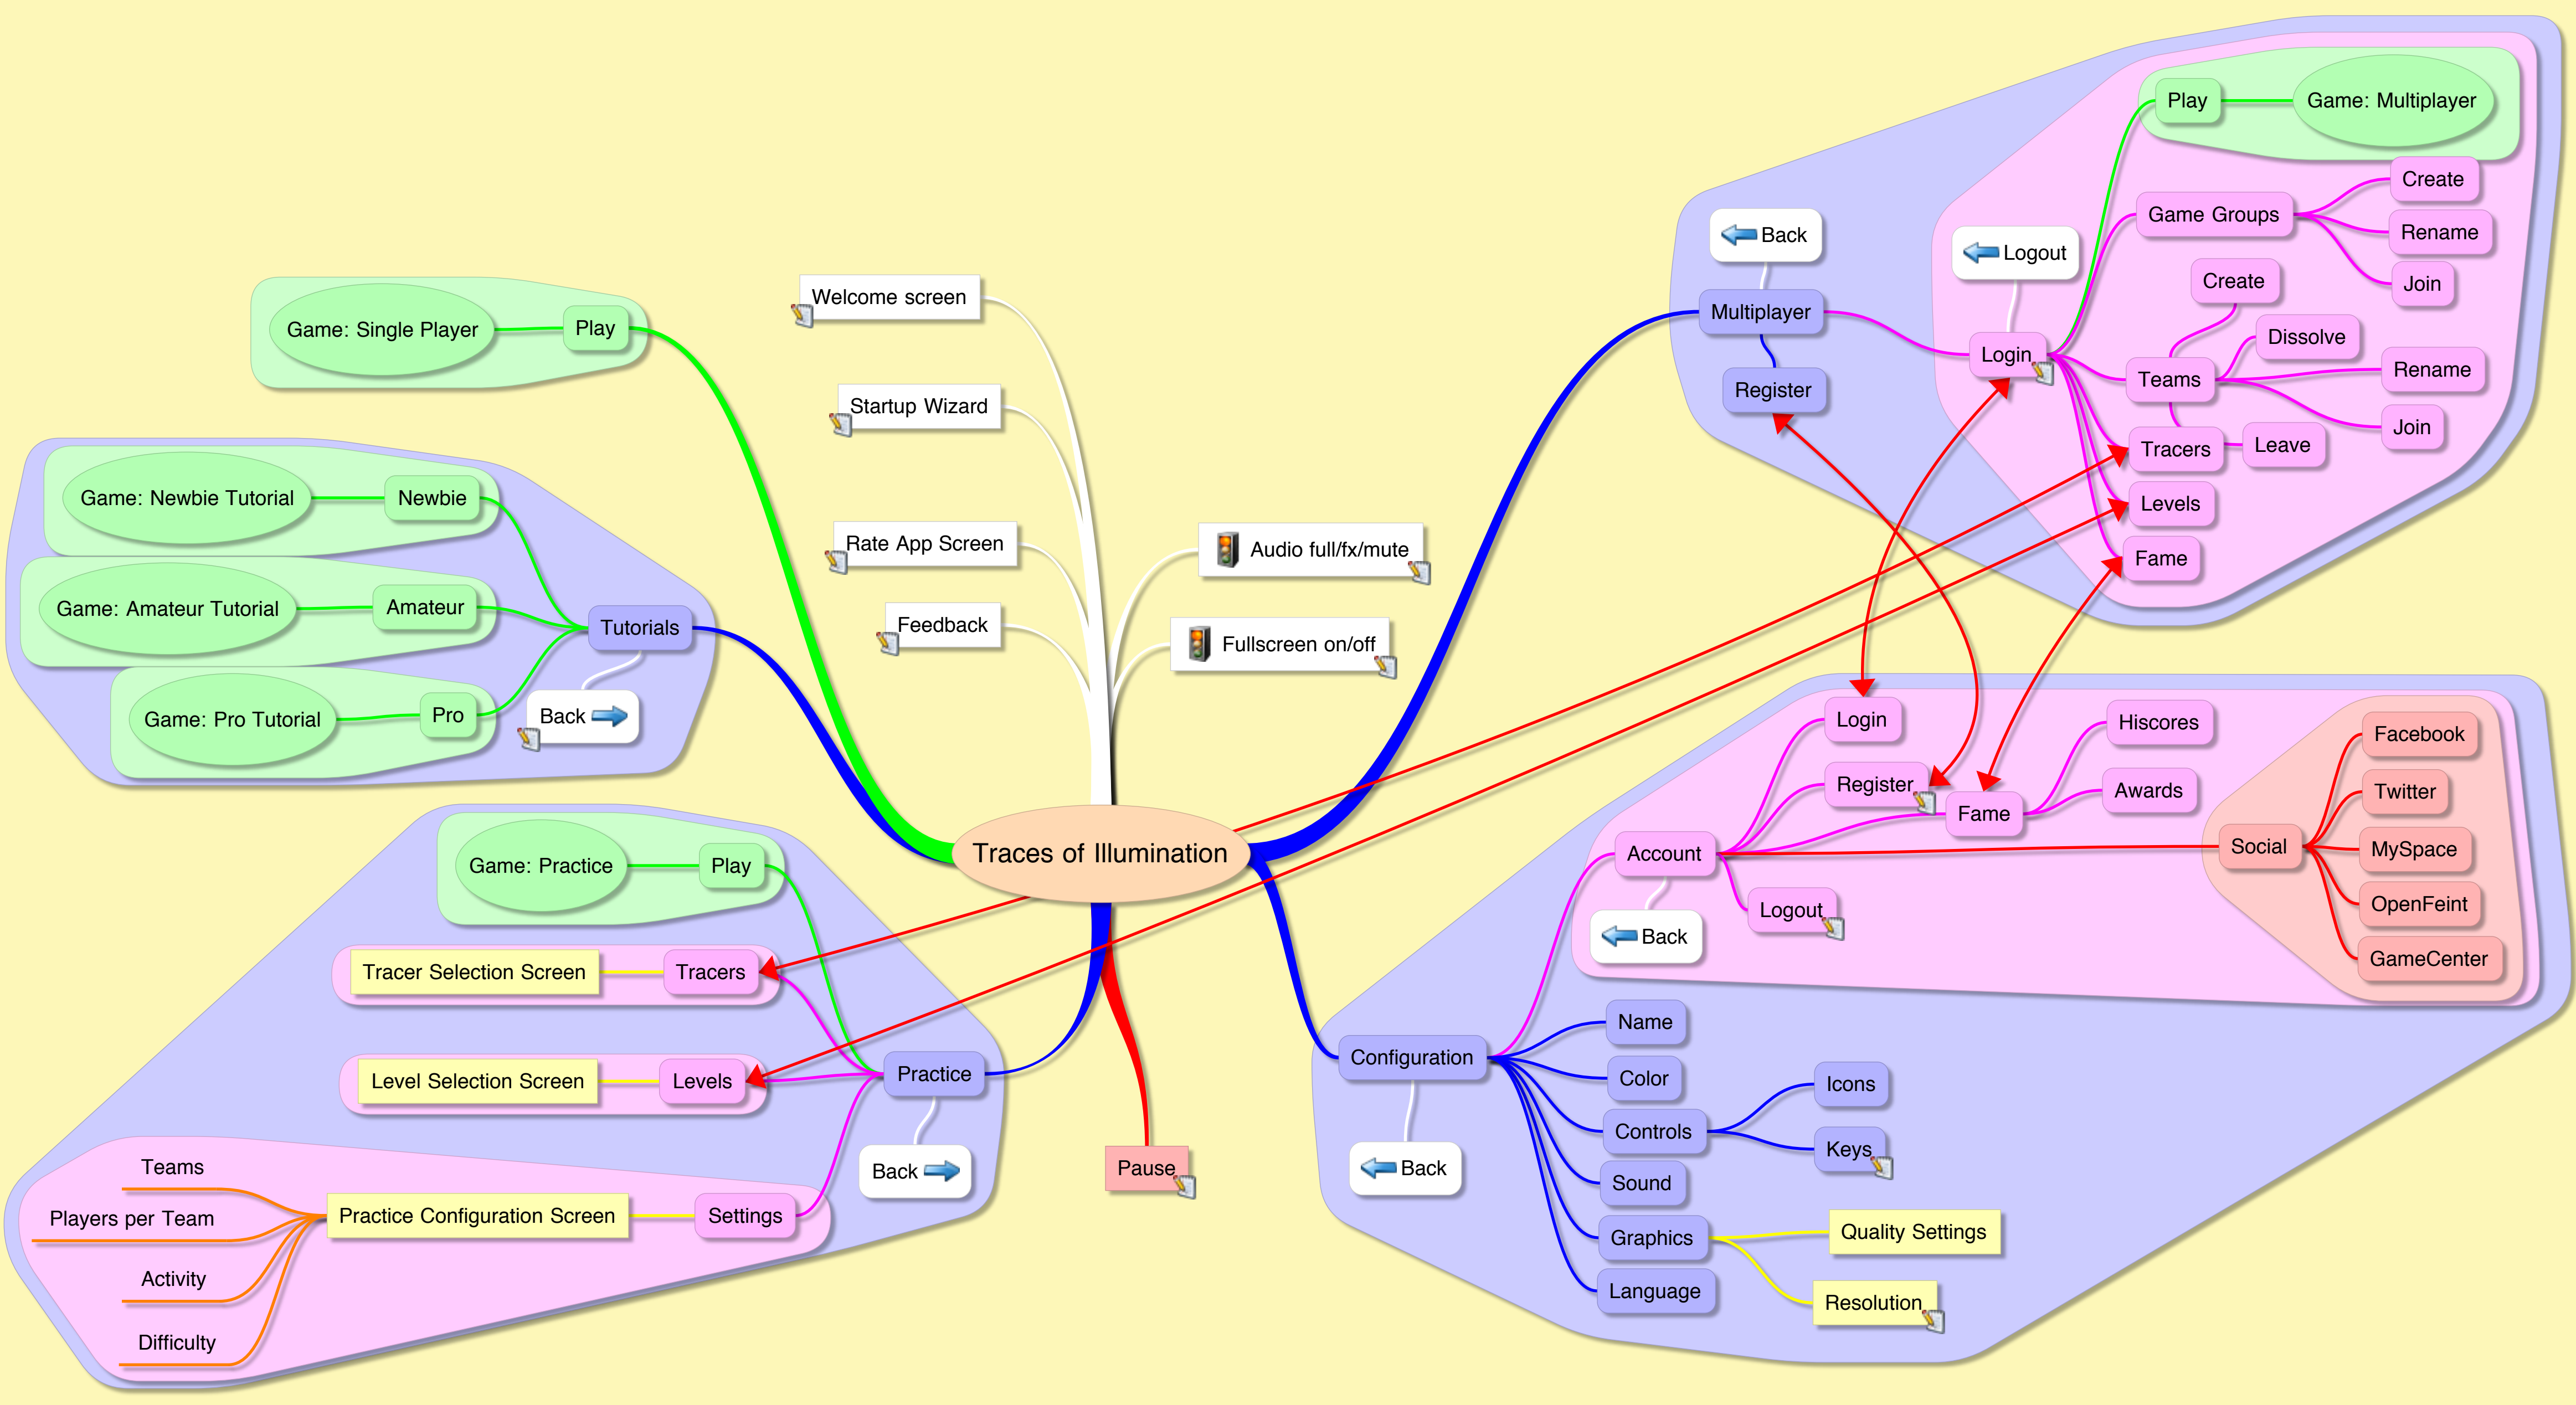 Traces of Illumination
Welcome screen
Startup Wizard
Rate App Screen
Feedback
Audio full/fx/mute
Fullscreen on/off
Game: Single Player
Play
Tutorials
Newbie
Game: Newbie Tutorial
Amateur
Game: Amateur Tutorial
Pro
Game: Pro Tutorial
Back
Practice
Play
Game: Practice
Tracers
Tracer Selection Screen
Levels
Level Selection Screen
Settings
Practice Configuration Screen
Teams
Players per Team
Activity
Difficulty
Back
Pause
Multiplayer
Back
Register
Login
Logout
Play
Game: Multiplayer
Game Groups
Create
Rename
Join
Teams
Create
Dissolve
Rename
Join
Leave
Tracers
Levels
Fame
Configuration
Back
Account
Back
Login
Register
Fame
Hiscores
Awards
Social
Facebook
Twitter
MySpace
OpenFeint
GameCenter
Logout
Name
Color
Controls
Icons
Keys
Sound
Graphics
Quality Settings
Resolution
Language